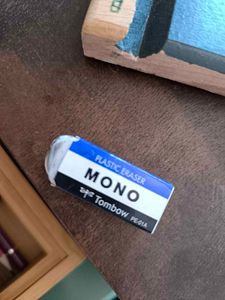 PLASTIC ERASER
MONO
Tombow PE-01A